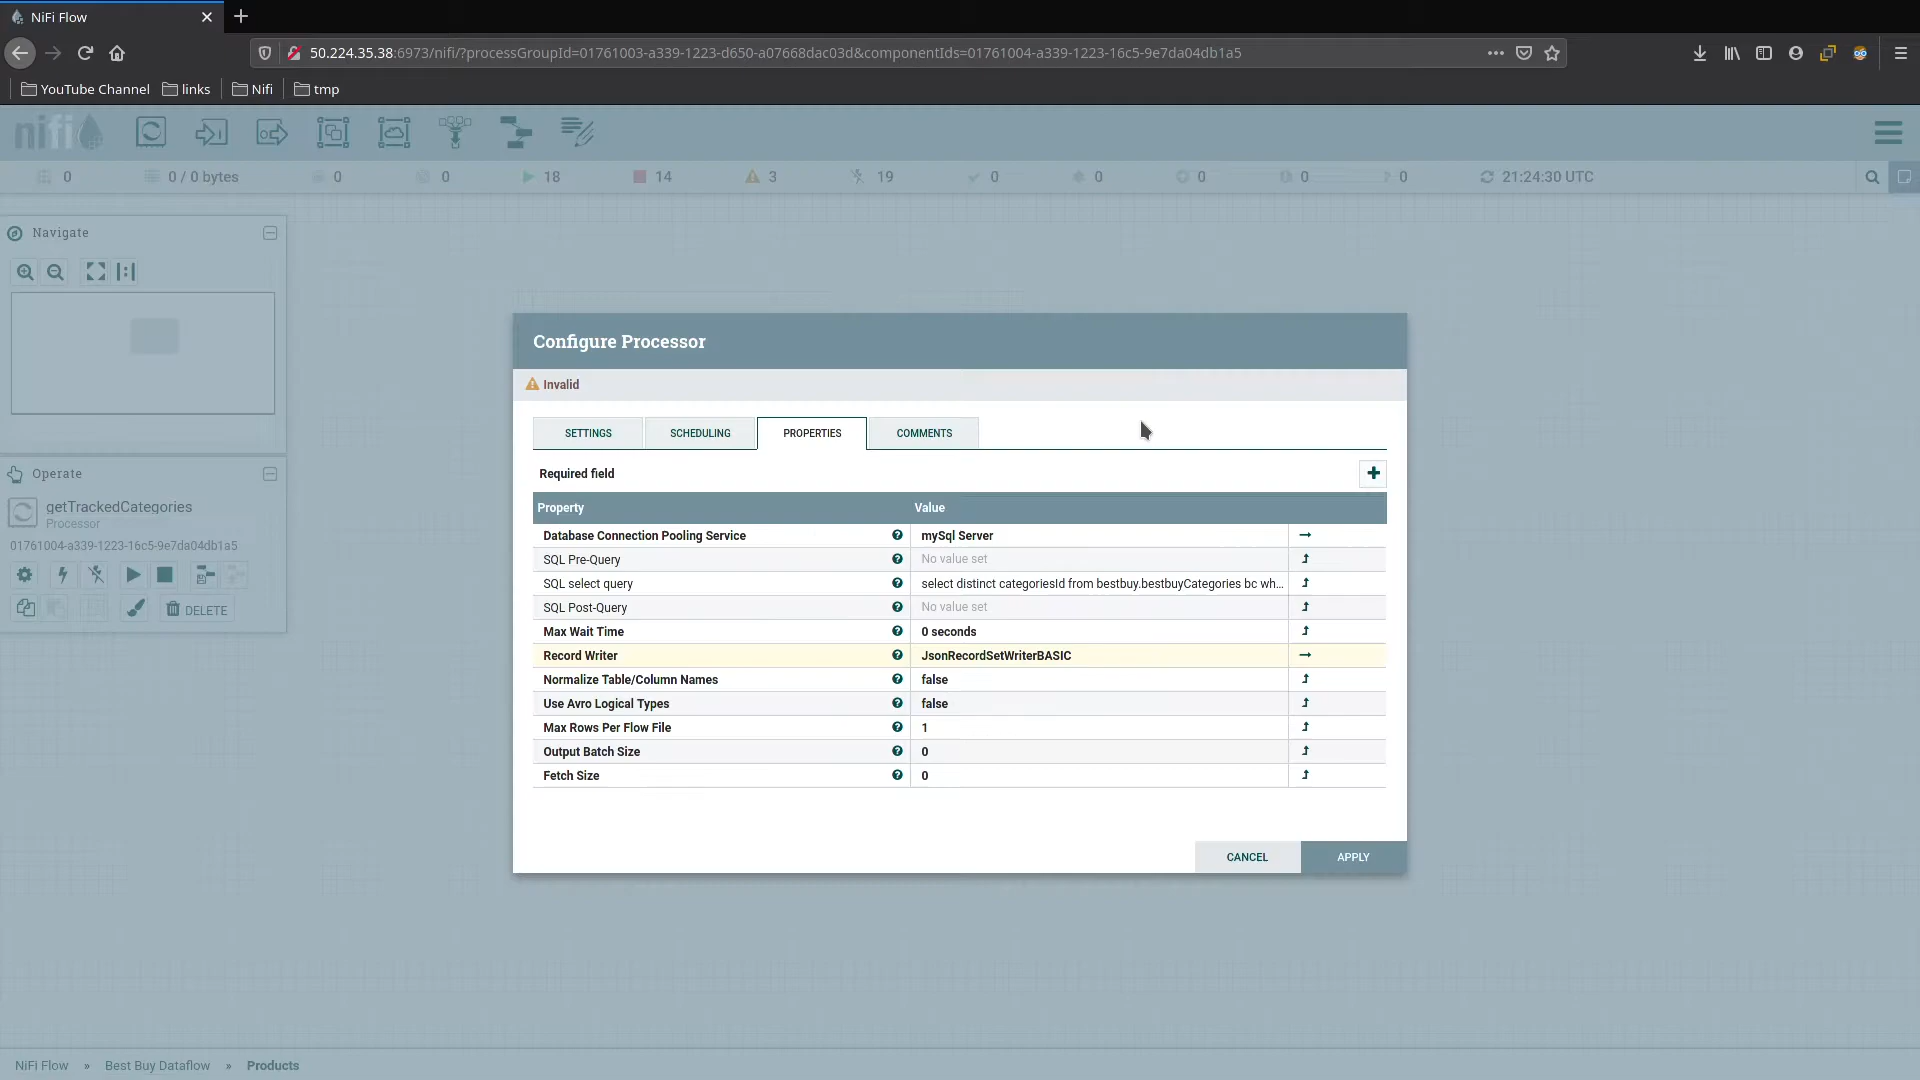 NiFi Flow
50.224.35.38:6973/nifi/?processGroupId=01761003-a339-1223-d650-a07668dac03d&componentIds=01761004-a339-1223-16c5-9e7da04db1a5
YouTube Channel links Nifi tmp
nifi
0 0 / 0 bytes 0 0 18 14 3 19 0 0 0 0 0 21:24:30 UTC
Navigate
Operate
getTrackedCategories
Processor
01761004-a339-1223-16c5-9e7da04db1a5
DELETE
Configure Processor
Invalid
SETTINGS SCHEDULING PROPERTIES COMMENTS
Required field
Property Value
Database Connection Pooling Service mySql Server
SQL Pre-Query No value set
SQL select query select distinct categoriesId from bestbuy.bestbuyCategories bc wh...
SQL Post-Query No value set
Max Wait Time 0 seconds
Record Writer JsonRecordSetWriterBASIC
Normalize Table/Column Names false
Use Avro Logical Types false
Max Rows Per Flow File 1
Output Batch Size 0
Fetch Size 0
CANCEL APPLY
NiFi Flow » Best Buy Dataflow » Products